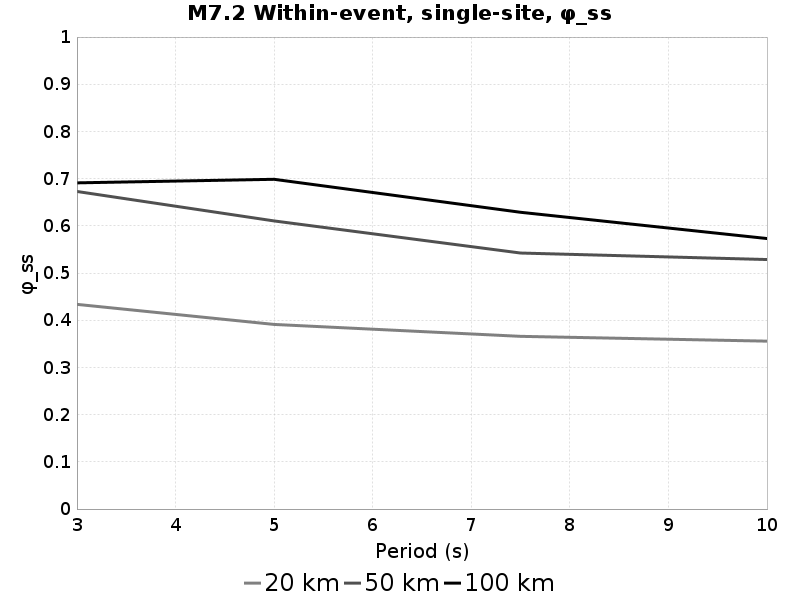 M7.2 Within-event, single-site, φ_ss
1
0.9
0.8
0.7
0.6
0.5
0.4
0.3
0.2
0.1
0
φ_ss
3 4 5 6 7 8 9 10
Period (s)
20 km 50 km 100 km